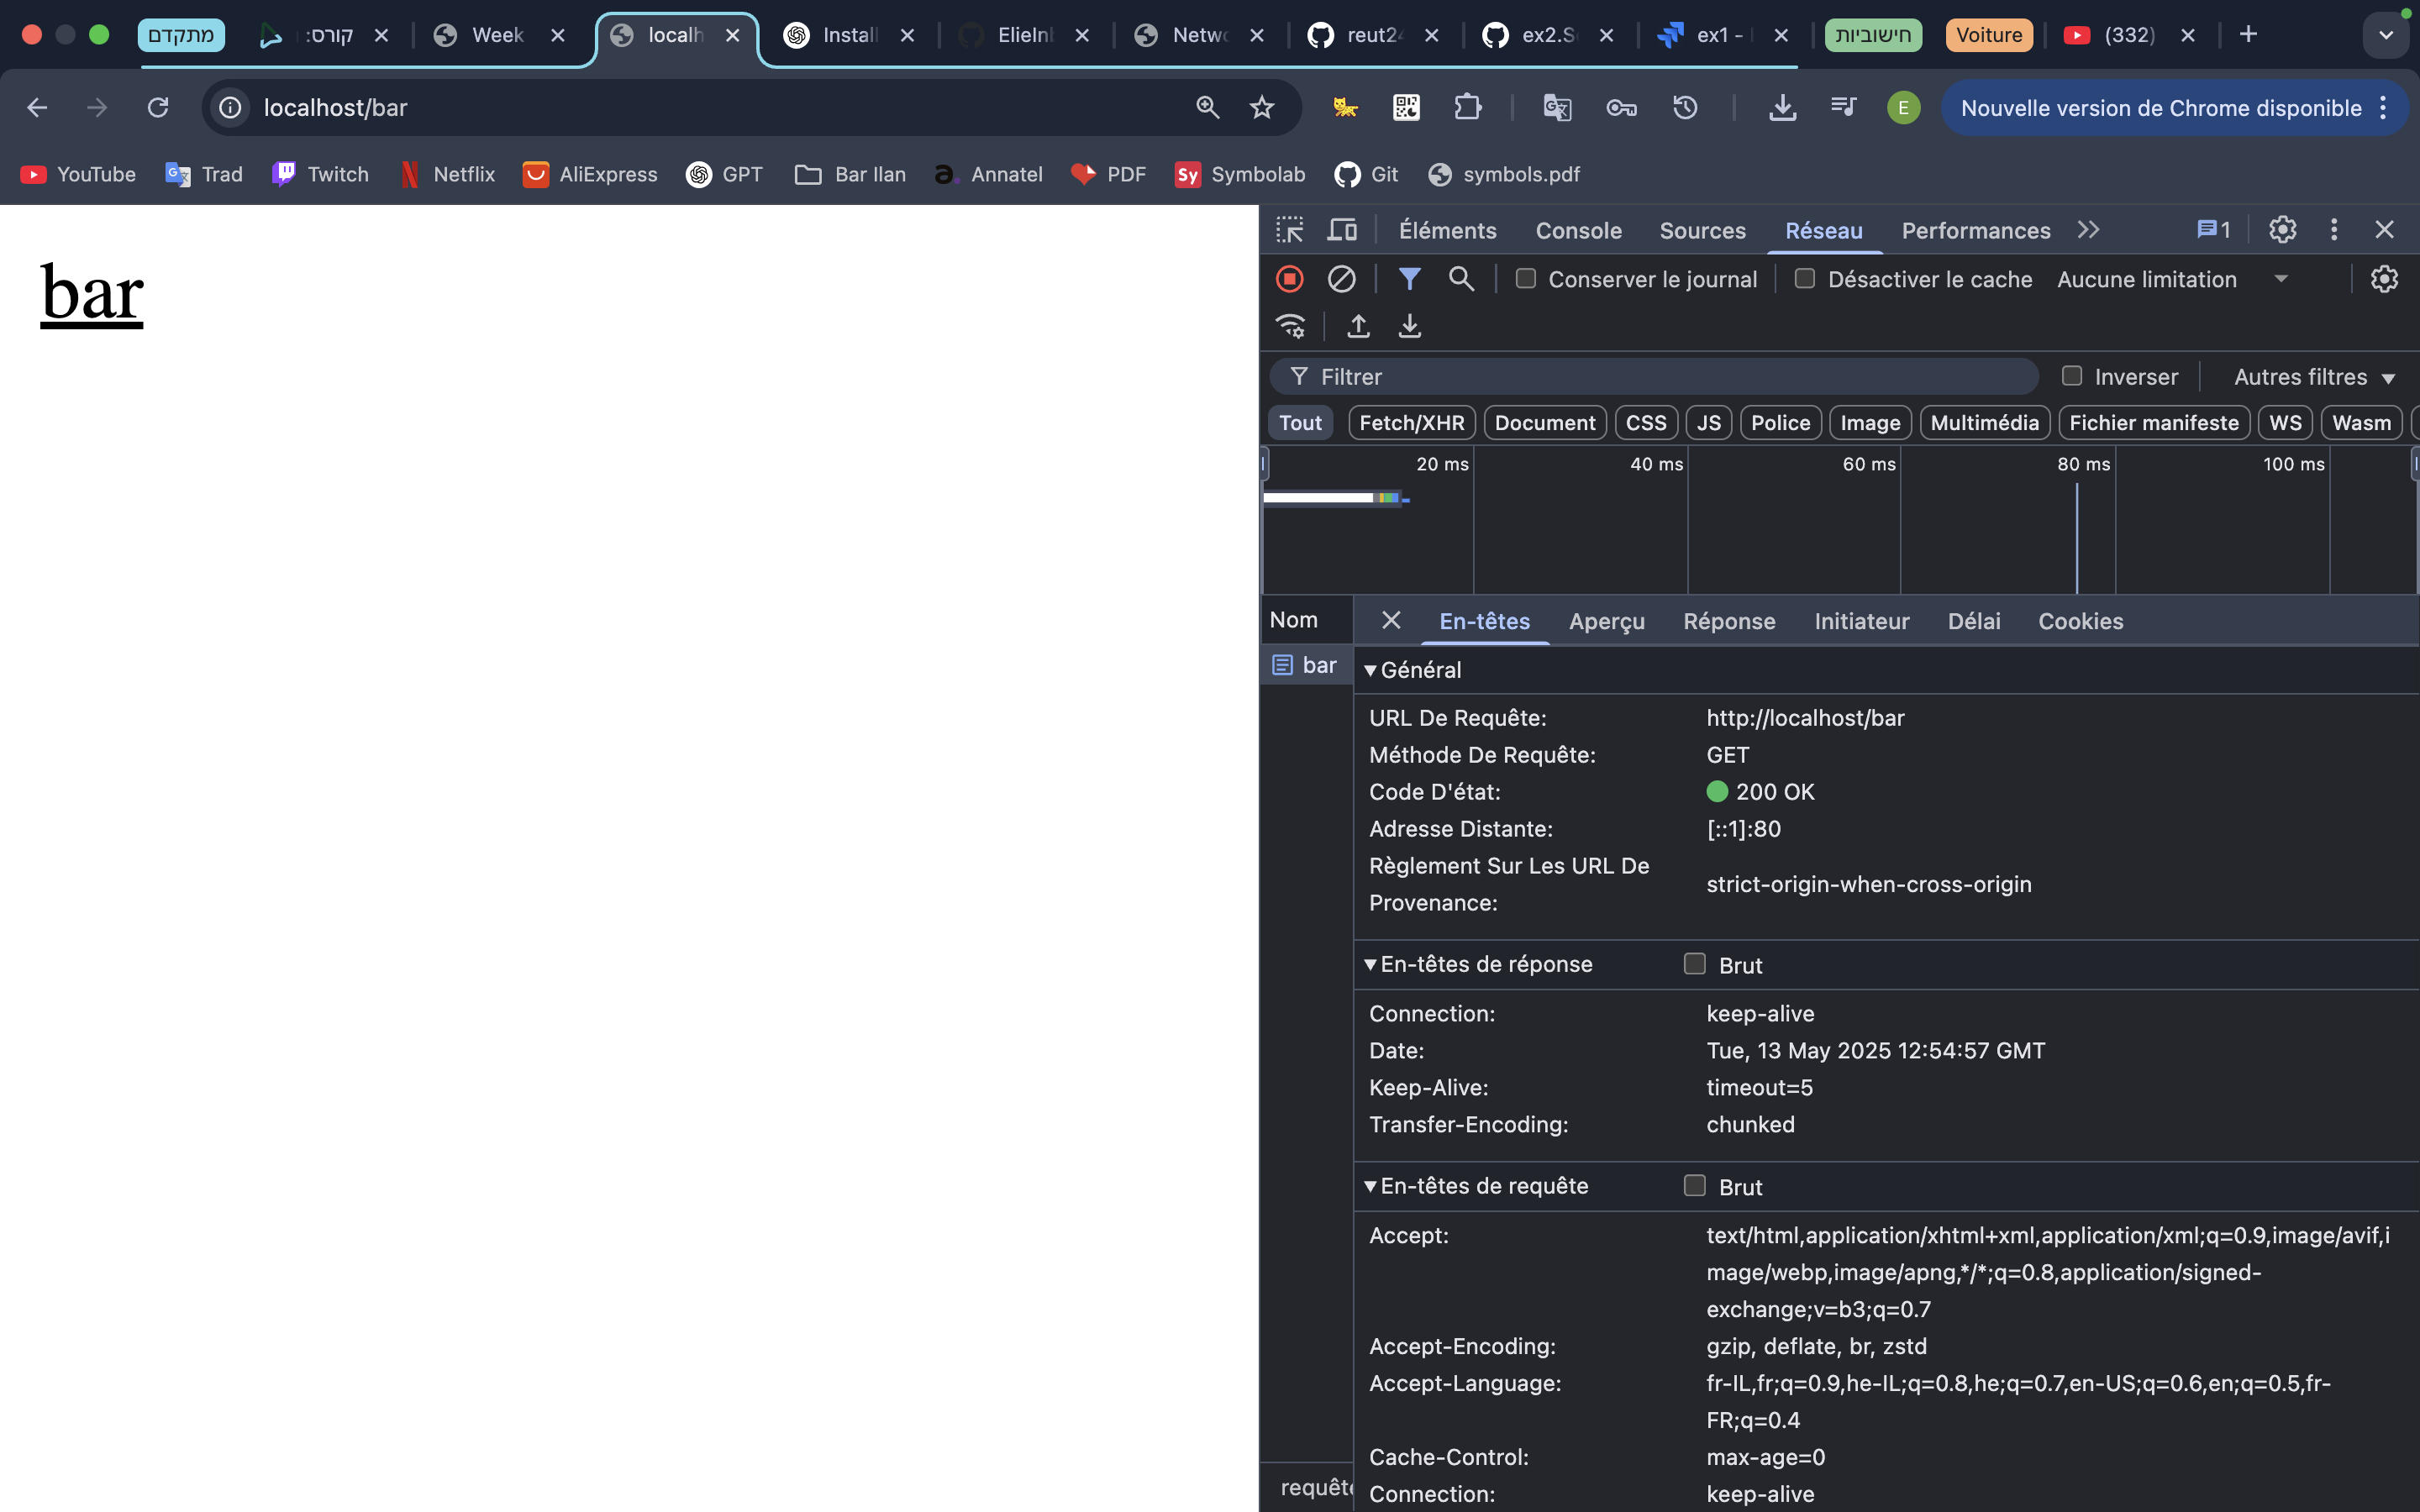 מתקדם
קורס:
Week
localh
Install
ElieInb
Netwo
reut24
ex2.S
ex1 -
חישוביות
Voiture
(332)
localhost/bar
E
Nouvelle version de Chrome disponible
YouTube
Trad
Twitch
Netflix
AliExpress
GPT
Bar Ilan
Annatel
PDF
Sy Symbolab
Git
symbols.pdf
bar
Éléments
Console
Sources
Réseau
Performances
1
Conserver le journal
Désactiver le cache
Aucune limitation
Filtrer
Inverser
Autres filtres
Tout
Fetch/XHR
Document
CSS
JS
Police
Image
Multimédia
Fichier manifeste
WS
Wasm
20 ms
40 ms
60 ms
80 ms
100 ms
Nom
En-têtes
Aperçu
Réponse
Initiateur
Délai
Cookies
bar
Général
URL De Requête: http://localhost/bar
Méthode De Requête: GET
Code D'état: 200 OK
Adresse Distante: [::1]:80
Règlement Sur Les URL De
Provenance: strict-origin-when-cross-origin
En-têtes de réponse Brut
Connection: keep-alive
Date: Tue, 13 May 2025 12:54:57 GMT
Keep-Alive: timeout=5
Transfer-Encoding: chunked
En-têtes de requête Brut
Accept: text/html,application/xhtml+xml,application/xml;q=0.9,image/avif,i
mage/webp,image/apng,*/*;q=0.8,application/signed-
exchange;v=b3;q=0.7
Accept-Encoding: gzip, deflate, br, zstd
Accept-Language: fr-IL,fr;q=0.9,he-IL;q=0.8,he;q=0.7,en-US;q=0.6,en;q=0.5,fr-
FR;q=0.4
Cache-Control: max-age=0
Connection: keep-alive
requête